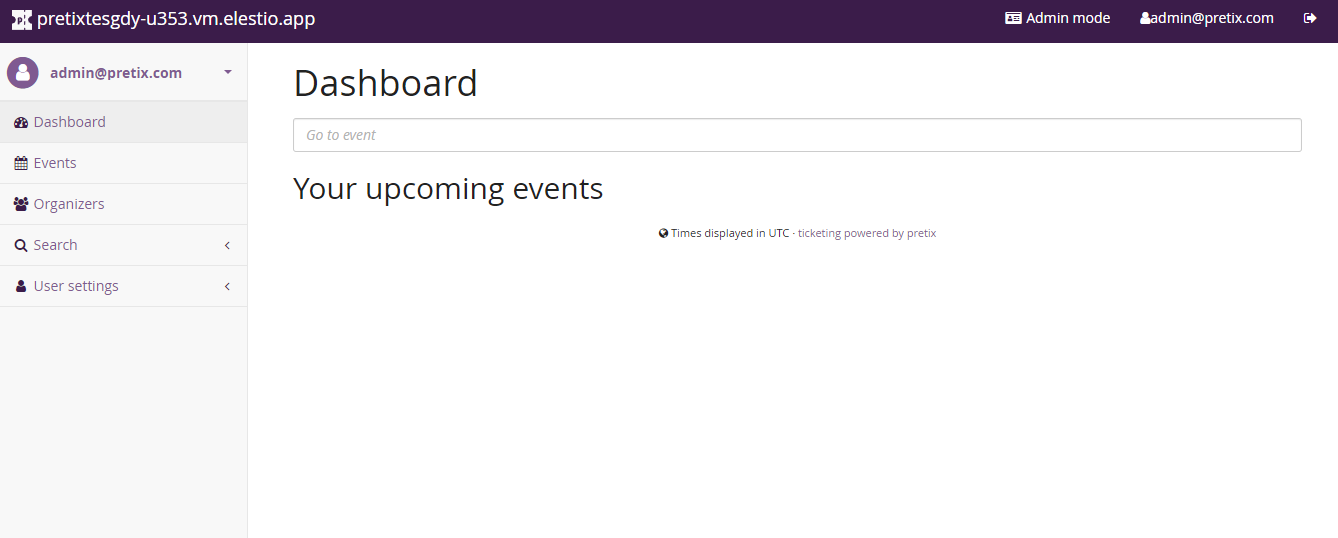 pretixtesgdy-u353.vm.elestio.app
Admin mode
admin@pretix.com
admin@pretix.com
Dashboard
Events
Organizers
Search
User settings
Dashboard
Go to event
Your upcoming events
Times displayed in UTC · ticketing powered by pretix